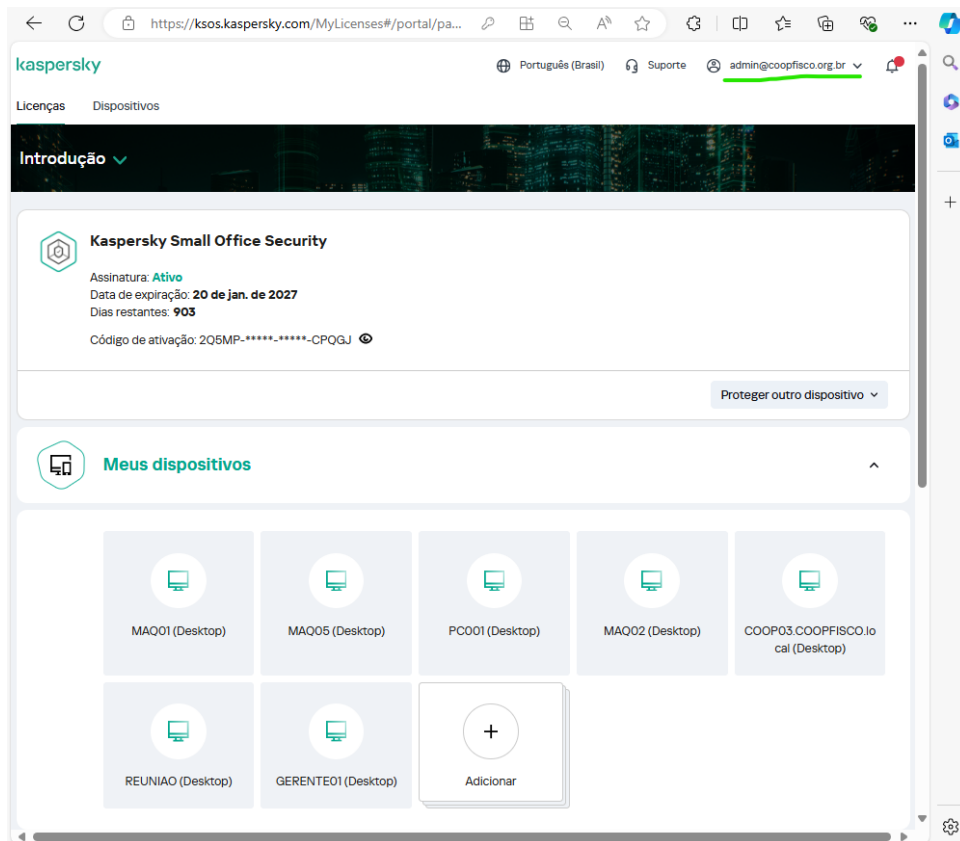 https://ksos.kaspersky.com/MyLicenses#/portal/pa...
kaspersky
Português (Brasil) Suporte admin@coopfisco.org.br
Licenças Dispositivos
Introdução
Kaspersky Small Office Security
Assinatura: Ativo
Data de expiração: 20 de jan. de 2027
Dias restantes: 903
Código de ativação: 2Q5MP-*****-*****-CPQGJ
Proteger outro dispositivo
Meus dispositivos
MAQ01 (Desktop) MAQ05 (Desktop) PC001 (Desktop) MAQ02 (Desktop) COOP03.COOPFISCO.lo
cal (Desktop)
REUNIAO (Desktop) GERENTE01 (Desktop) Adicionar